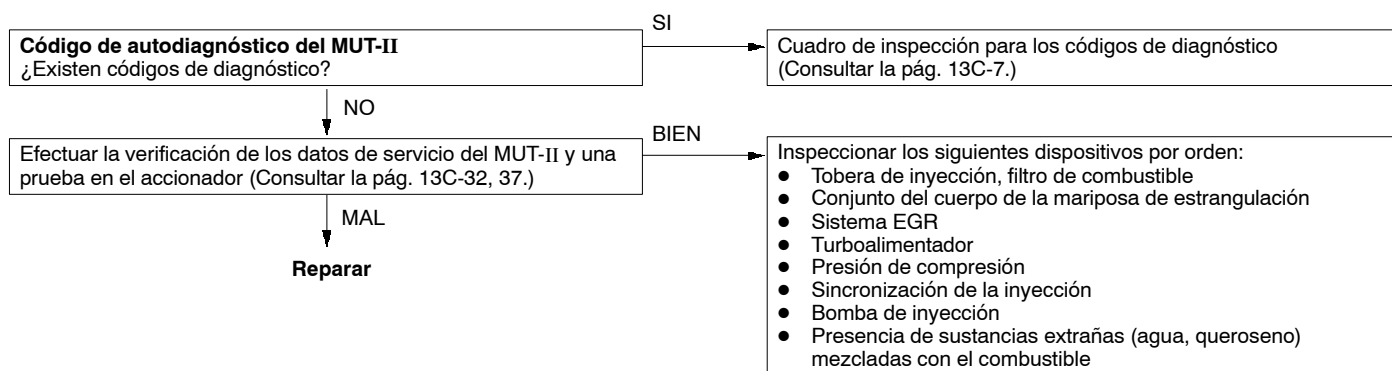 SI
Código de autodiagnóstico del MUT-II
¿Existen códigos de diagnóstico?
Cuadro de inspección para los códigos de diagnóstico
(Consultar la pág. 13C-7.)
NO
BIEN
Efectuar la verificación de los datos de servicio del MUT-II y una
prueba en el accionador (Consultar la pág. 13C-32, 37.)
MAL
Reparar
Inspeccionar los siguientes dispositivos por orden:
● Tobera de inyección, filtro de combustible
● Conjunto del cuerpo de la mariposa de estrangulación
● Sistema EGR
● Turboalimentador
● Presión de compresión
● Sincronización de la inyección
● Bomba de inyección
● Presencia de sustancias extrañas (agua, queroseno)
mezcladas con el combustible